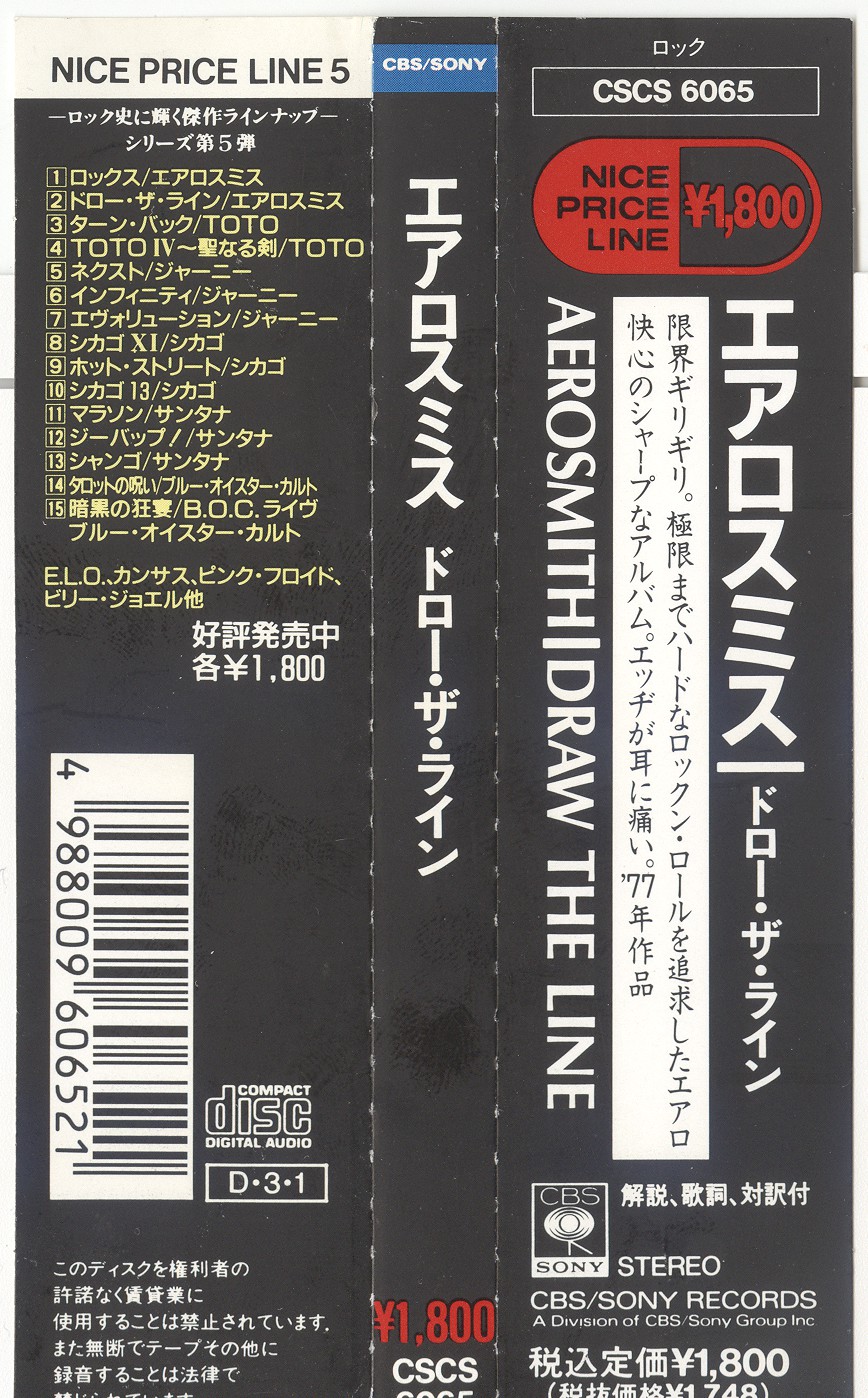 NICE PRICE LINE 5
—ロック史に輝く傑作ラインナップ—
シリーズ第5弾
1 ロックス/エアロスミス
2 ドロー・ザ・ライン/エアロスミス
3 ターン・バック/TOTO
4 TOTO IV〜聖なる剣/TOTO
5 ネクスト/ジャーニー
6 インフィニティ/ジャーニー
7 エヴォリューション/ジャーニー
8 シカゴ XI/シカゴ
9 ホット・ストリート/シカゴ
10 シカゴ 13/シカゴ
11 マラソン/サンタナ
12 ジーバップ!/サンタナ
13 シャンゴ/サンタナ
14 タロットの呪い/ブルー・オイスター・カルト
15 暗黒の狂宴/B.O.C.ライヴ
ブルー・オイスター・カルト
E.L.O.、カンサス、ピンク・フロイド、
ビリー・ジョエル他
好評発売中
各¥1,800
4 988009 606521
COMPACT
disc
DIGITAL AUDIO
D・3・1
このディスクを権利者の
許諾なく賃貸業に
使用することは禁止されています。
また無断でテープその他に
録音することは法律で
禁じられています
CBS/SONY
エアロスミス ドロー・ザ・ライン
¥1,800
CSCS
6065
ロック
CSCS 6065
NICE
PRICE
LINE
¥1,800
エアロスミス|ドロー・ザ・ライン
限界ギリギリ。極限までハードなロックン・ロールを追求したエアロ
快心のシャープなアルバム。エッヂが耳に痛い。'77年作品
AEROSMITH|DRAW THE LINE
CBS
SONY
解説、歌詞、対訳付
STEREO
CBS/SONY RECORDS
A Division of CBS/Sony Group Inc
税込定価¥1,800
(税抜価格¥1,748)